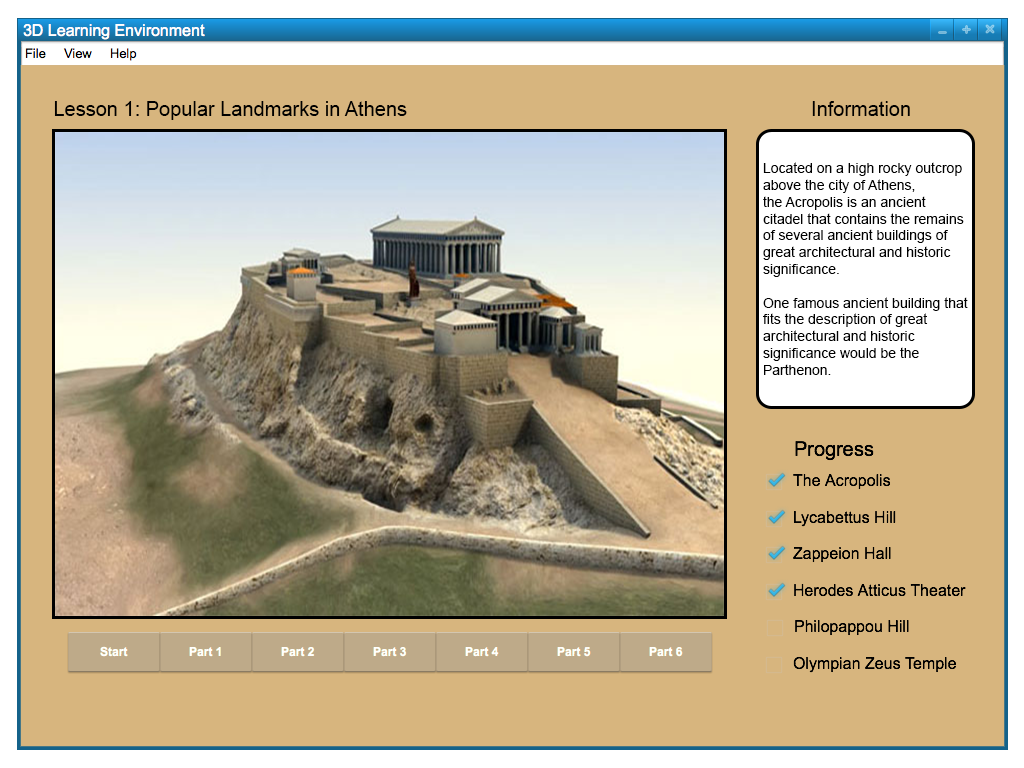 3D Learning Environment
File View Help
Lesson 1: Popular Landmarks in Athens
Information
Located on a high rocky outcrop
above the city of Athens,
the Acropolis is an ancient
citadel that contains the remains
of several ancient buildings of
great architectural and historic
significance.
One famous ancient building that
fits the description of great
architectural and historic
significance would be the
Parthenon.
Progress
The Acropolis
Lycabettus Hill
Zappeion Hall
Herodes Atticus Theater
Philopappou Hill
Olympian Zeus Temple
Start Part 1 Part 2 Part 3 Part 4 Part 5 Part 6